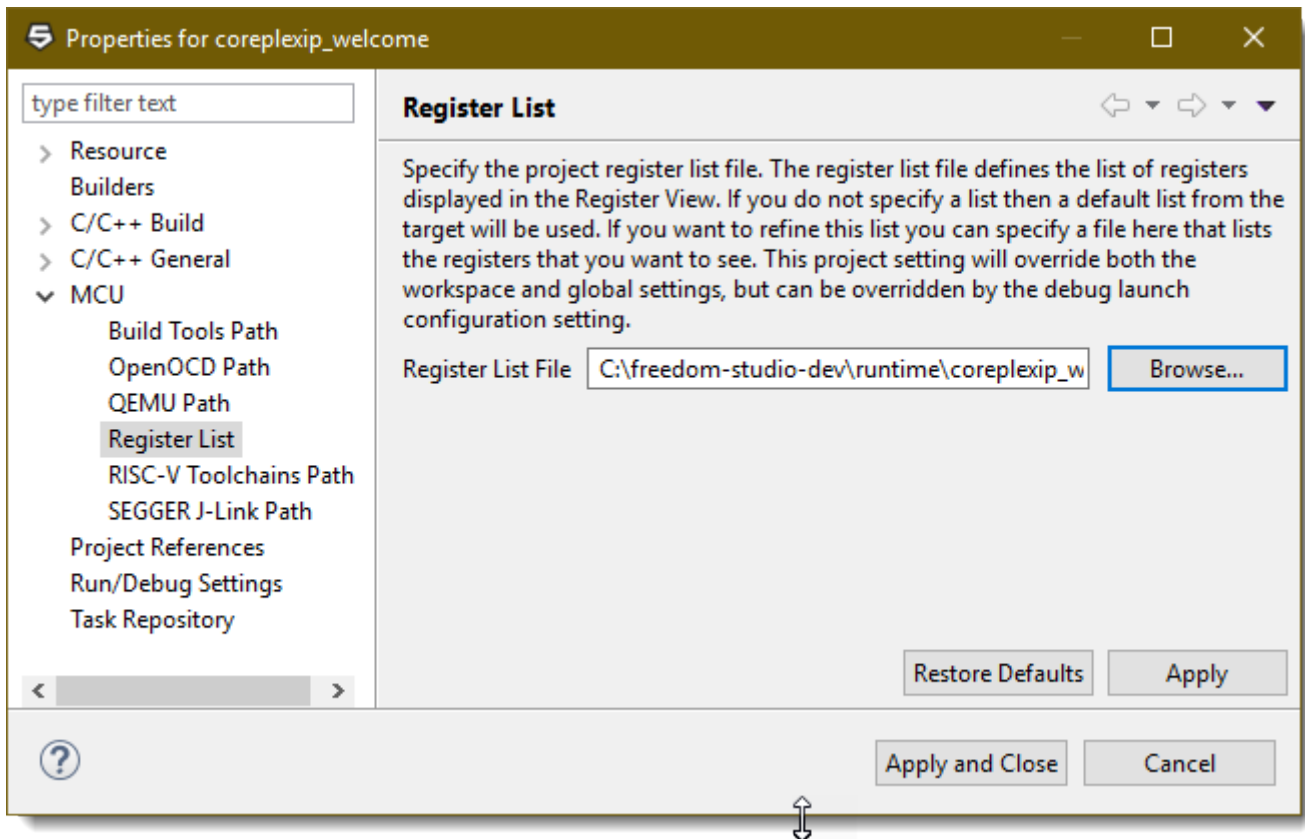 Properties for coreplexip_welcome
type filter text
Resource
Builders
C/C++ Build
C/C++ General
MCU
Build Tools Path
OpenOCD Path
QEMU Path
Register List
RISC-V Toolchains Path
SEGGER J-Link Path
Project References
Run/Debug Settings
Task Repository
Register List
Specify the project register list file. The register list file defines the list of registers
displayed in the Register View. If you do not specify a list then a default list from the
target will be used. If you want to refine this list you can specify a file here that lists
the registers that you want to see. This project setting will override both the
workspace and global settings, but can be overridden by the debug launch
configuration setting.
Register List File C:\freedom-studio-dev\runtime\coreplexip_w Browse...
Restore Defaults Apply
? Apply and Close Cancel